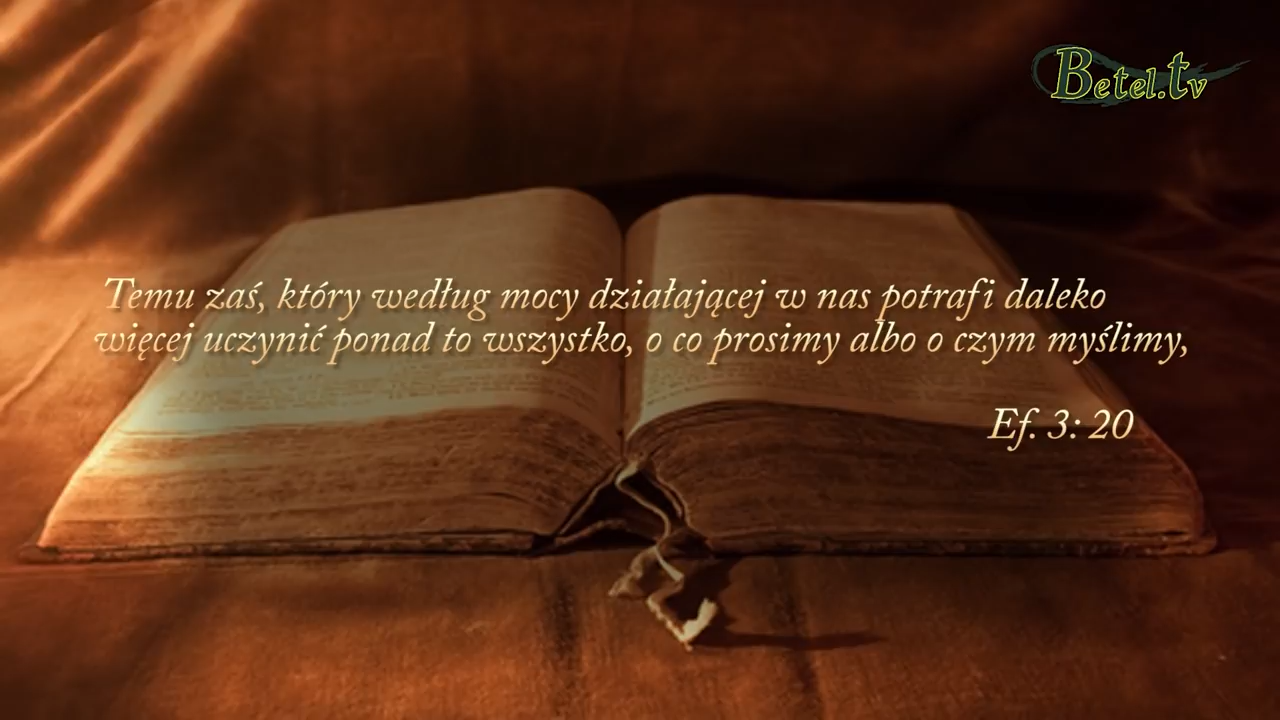 Betel.tv
Temu zaś, który według mocy działającej w nas potrafi daleko
więcej uczynić ponad to wszystko, o co prosimy albo o czym myślimy,
Ef. 3: 20